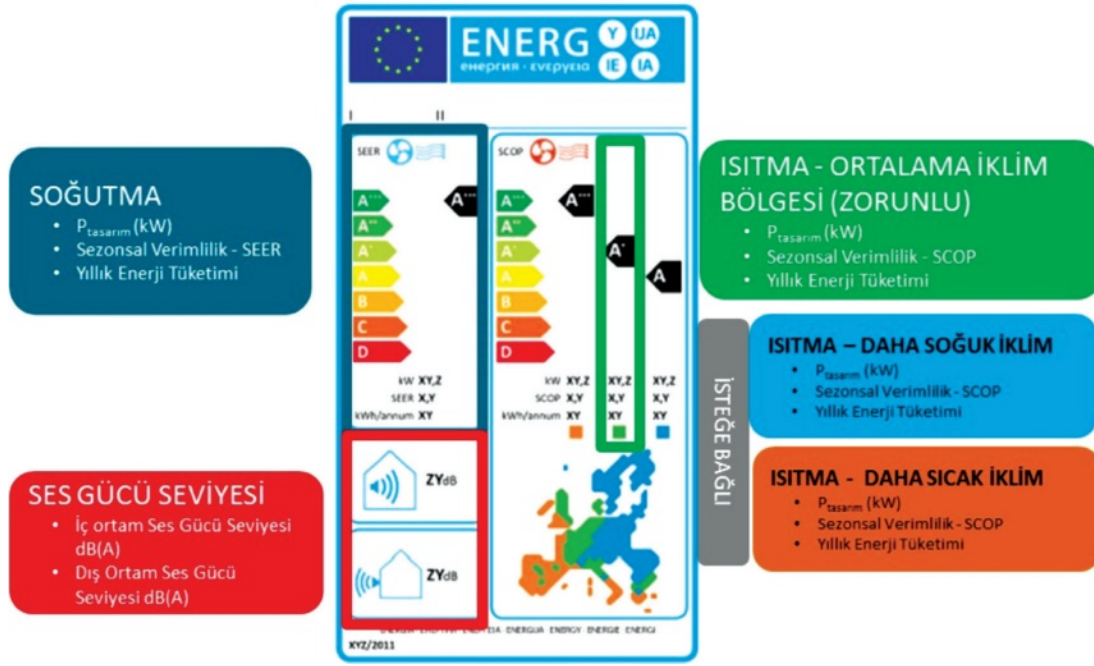 ENERG Y IJA
енергия · ενεργεια IE IA
I II
SOĞUTMA
• Ptasarım (kW)
• Sezonsal Verimlilik - SEER
• Yıllık Enerji Tüketimi
SES GÜCÜ SEVİYESİ
• İç ortam Ses Gücü Seviyesi
dB(A)
• Dış Ortam Ses Gücü
Seviyesi dB(A)
SEER
A+++
A+++
A++
A+
A
B
C
D
kW XY,Z
SEER X,Y
kWh/annum XY
ZYdB
ZYdB
SCOP
A+++
A+++
A++
A+
A+
A
A
B
C
D
kW XY,Z XY,Z XY,Z
SCOP X,Y X,Y X,Y
kWh/annum XY XY XY
ENERGIJA · ENERGY · ENERGIE · ENERGI
XYZ/2011
ISITMA - ORTALAMA İKLİM
BÖLGESİ (ZORUNLU)
• Ptasarım (kW)
• Sezonsal Verimlilik - SCOP
• Yıllık Enerji Tüketimi
İSTEĞE BAĞLI
ISITMA – DAHA SOĞUK İKLİM
• Ptasarım (kW)
• Sezonsal Verimlilik - SCOP
• Yıllık Enerji Tüketimi
ISITMA - DAHA SICAK İKLİM
• Ptasarım (kW)
• Sezonsal Verimlilik - SCOP
• Yıllık Enerji Tüketimi